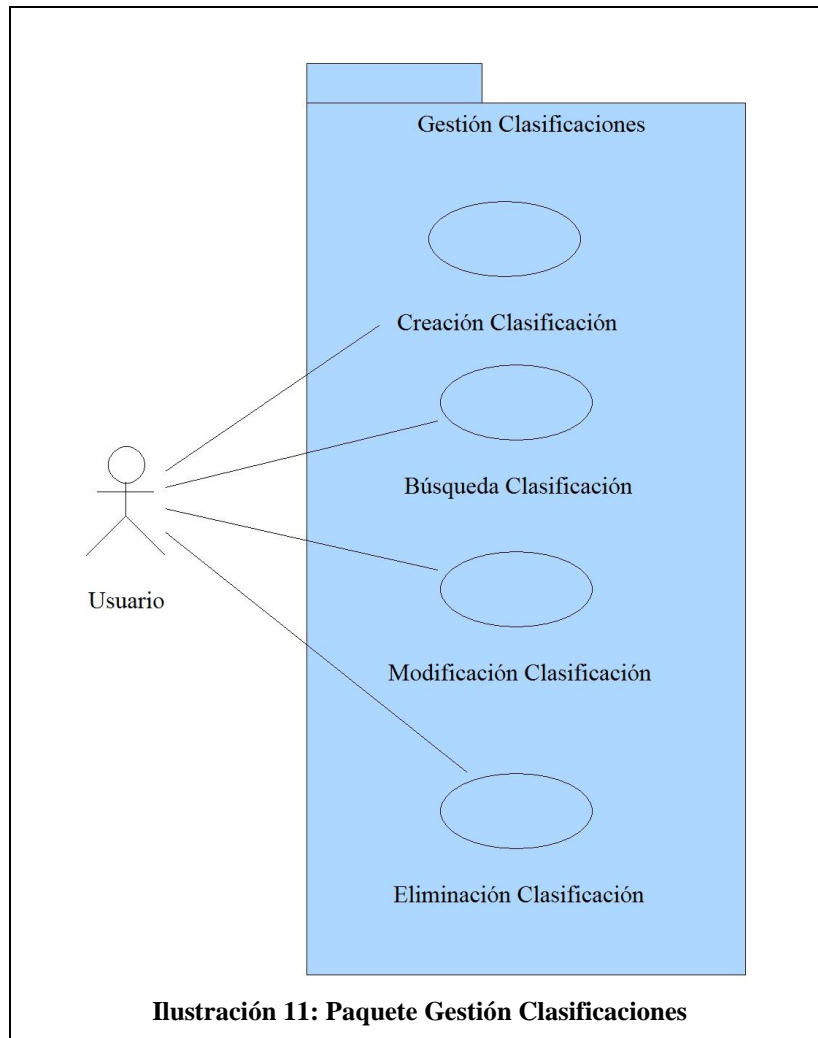 Gestión Clasificaciones
Creación Clasificación
Búsqueda Clasificación
Usuario
Modificación Clasificación
Eliminación Clasificación
Ilustración 11: Paquete Gestión Clasificaciones